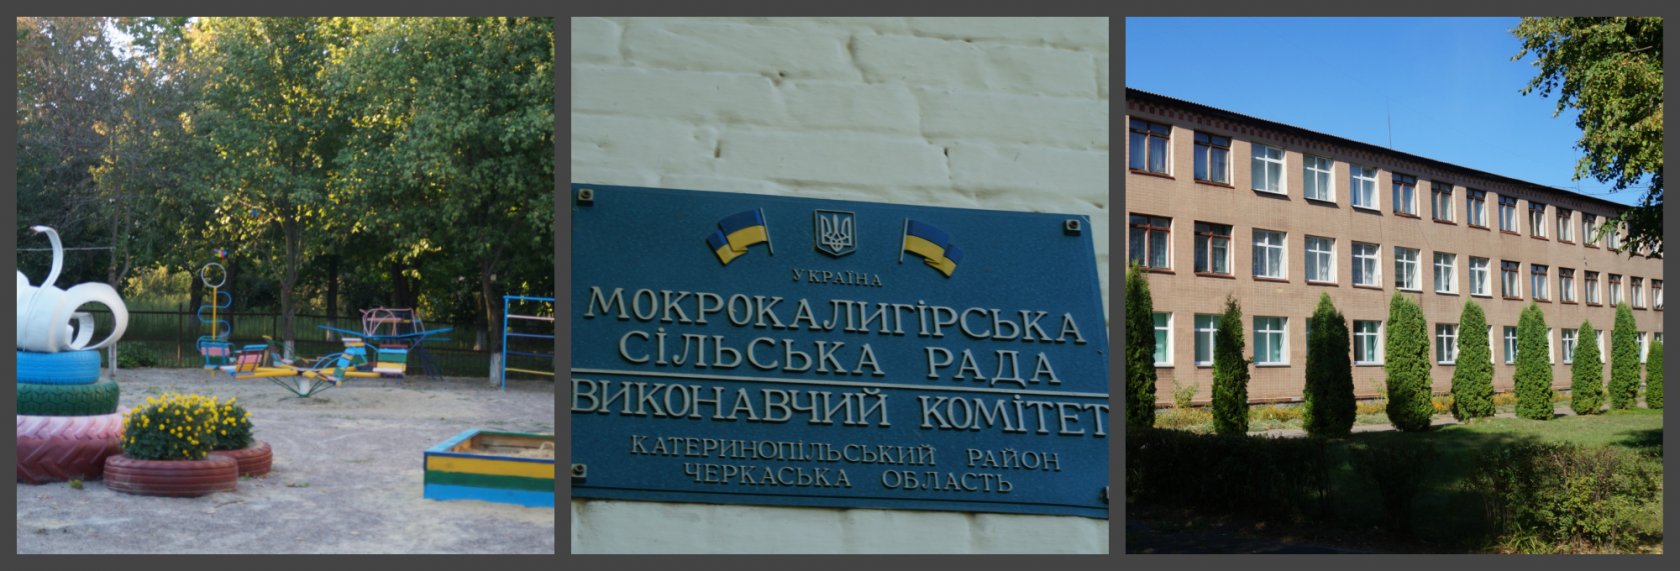 УКРАЇНА
МОКРОКАЛИГІРСЬКА
СІЛЬСЬКА РАДА
ВИКОНАВЧИЙ КОМІТЕТ
КАТЕРИНОПІЛЬСЬКИЙ РАЙОН
ЧЕРКАСЬКА ОБЛАСТЬ